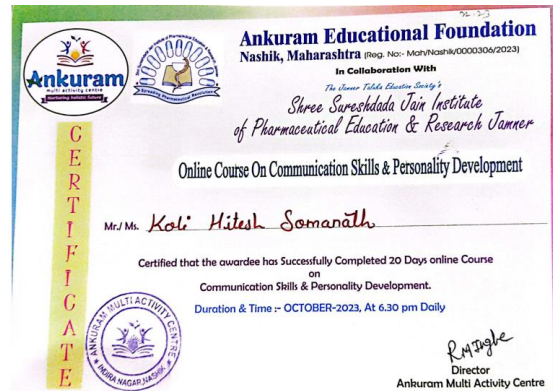 22-23
Ankuram Educational Foundation
Nashik, Maharashtra (Reg. No:- Mah/Nashik/0000306/2023)
In Collaboration With
The Jamner Taluka Education Society's
Shree Sureshdada Jain Institute
of Pharmaceutical Education & Research Jamner
Ankuram
multi activity centre
Nurturing holistic future
CERTIFICATE
Online Course On Communication Skills & Personality Development
Mr./ Ms. Koli Hitesh Somanath
Certified that the awardee has Successfully Completed 20 Days online Course
on
Communication Skills & Personality Development.
Duration & Time :- OCTOBER-2023, At 6.30 pm Daily
ANKURAM MULTI ACTIVITY CENTRE
INDIRA NAGAR, NASHIK
RMIngle
Director
Ankuram Multi Activity Centre